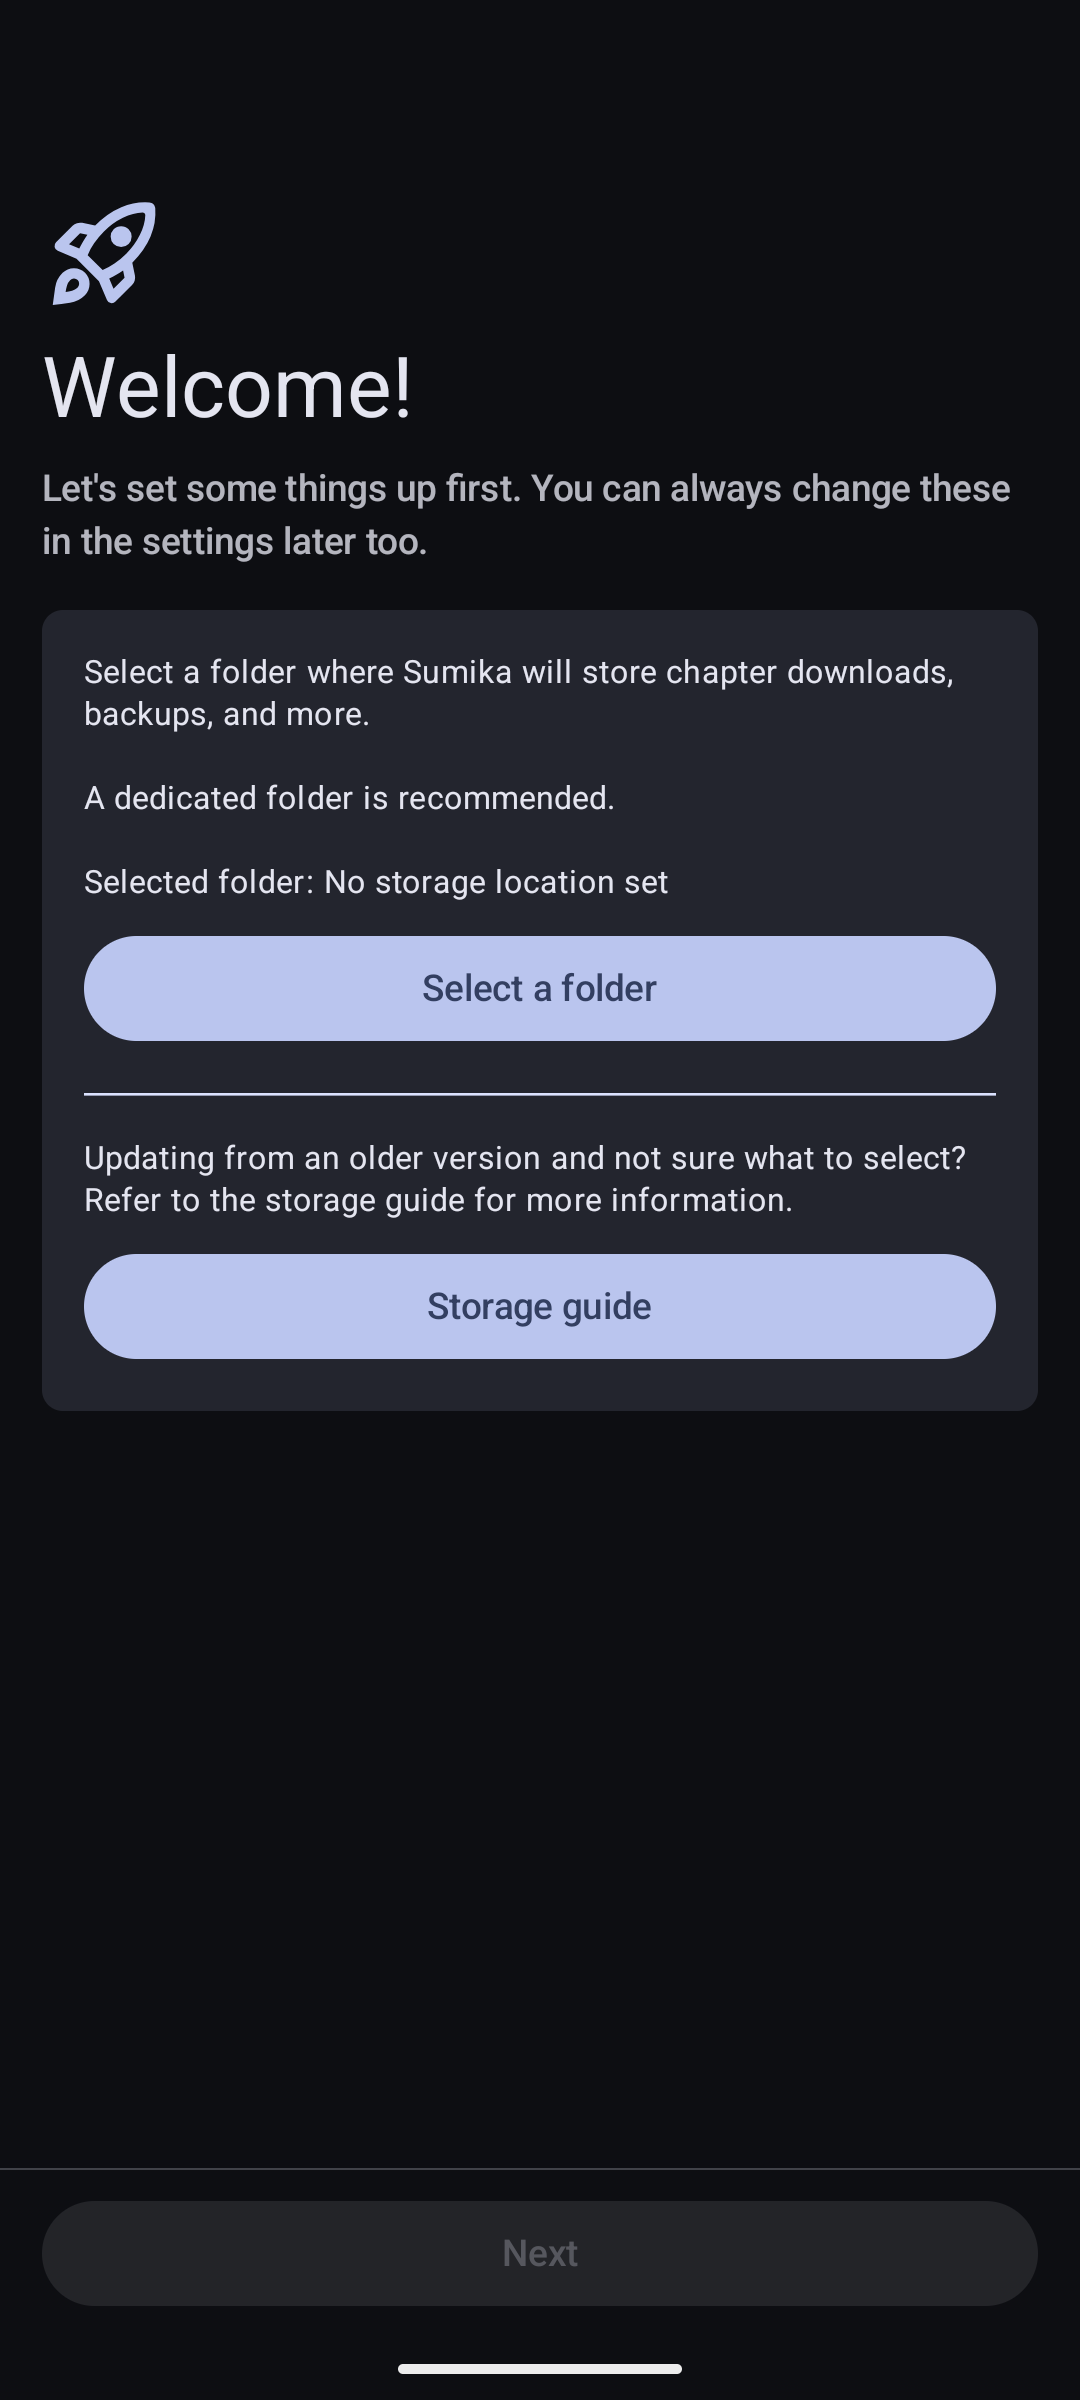 Welcome!
Let's set some things up first. You can always change these
in the settings later too.
Select a folder where Sumika will store chapter downloads,
backups, and more.
A dedicated folder is recommended.
Selected folder: No storage location set
Select a folder
Updating from an older version and not sure what to select?
Refer to the storage guide for more information.
Storage guide
Next